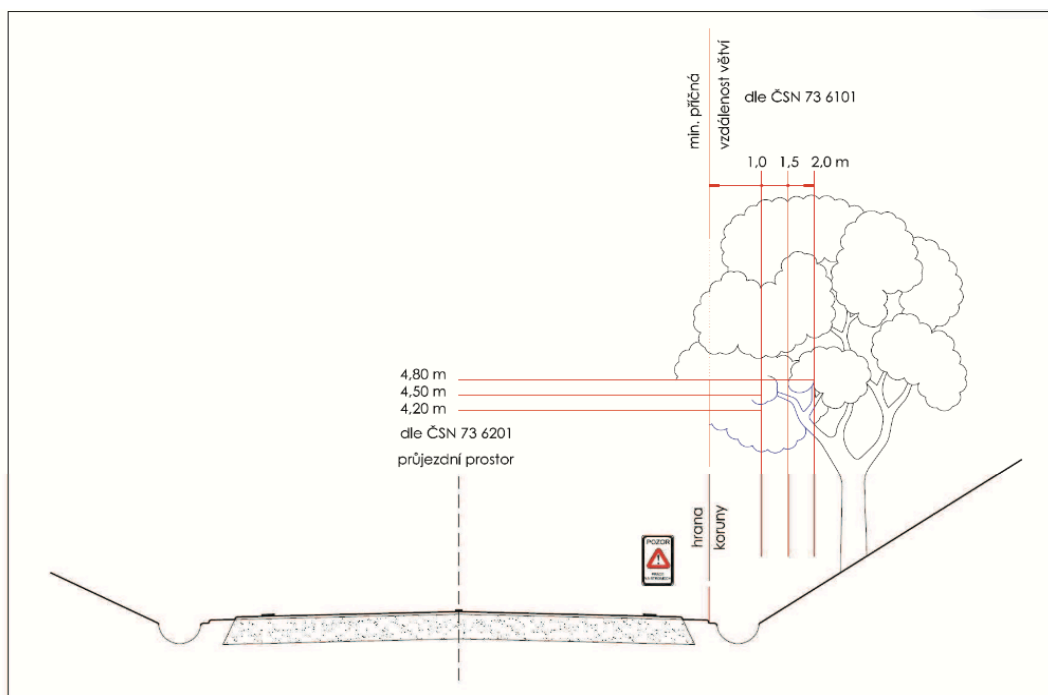 min. příčná
vzdálenost větví
dle ČSN 73 6101
1,0 1,5 2,0 m
4,80 m
4,50 m
4,20 m
dle ČSN 73 6201
průjezdní prostor
hrana
koruny
POZOR